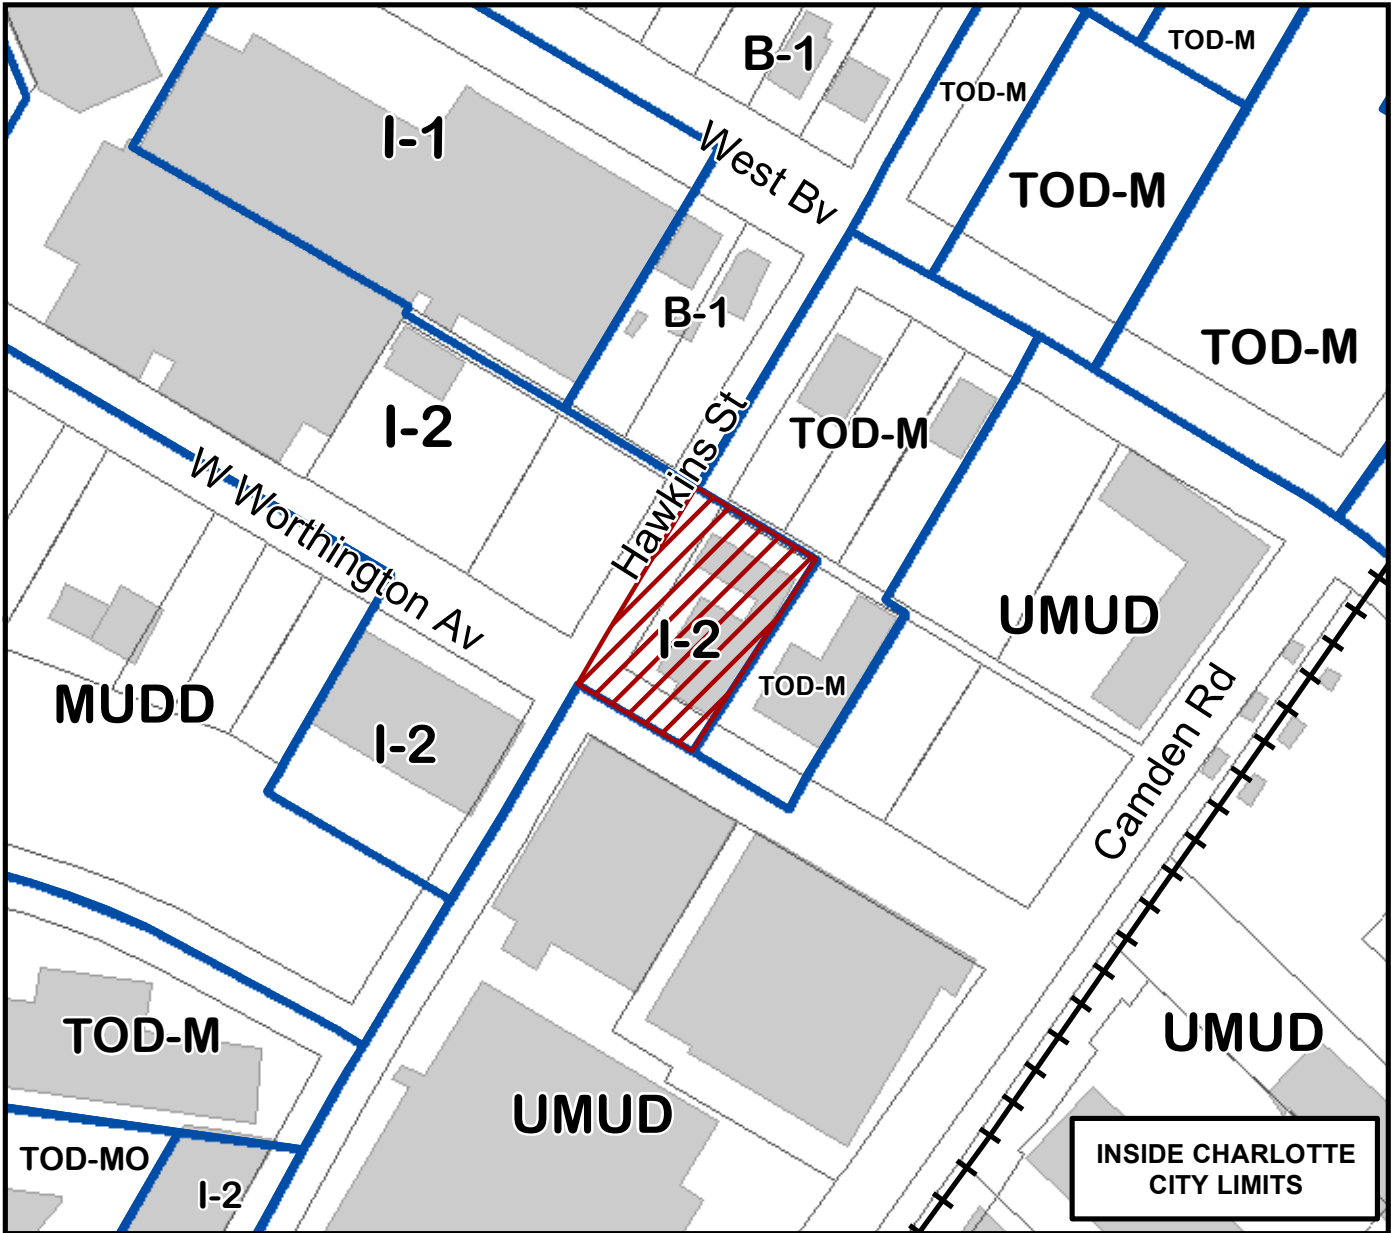 TOD-M
B-1
TOD-M
I-1
West Bv
TOD-M
B-1
TOD-M
I-2
TOD-M
Hawkins St
W Worthington Av
UMUD
I-2
TOD-M
MUDD
I-2
Camden Rd
TOD-M
UMUD
UMUD
TOD-MO
I-2
INSIDE CHARLOTTE
CITY LIMITS